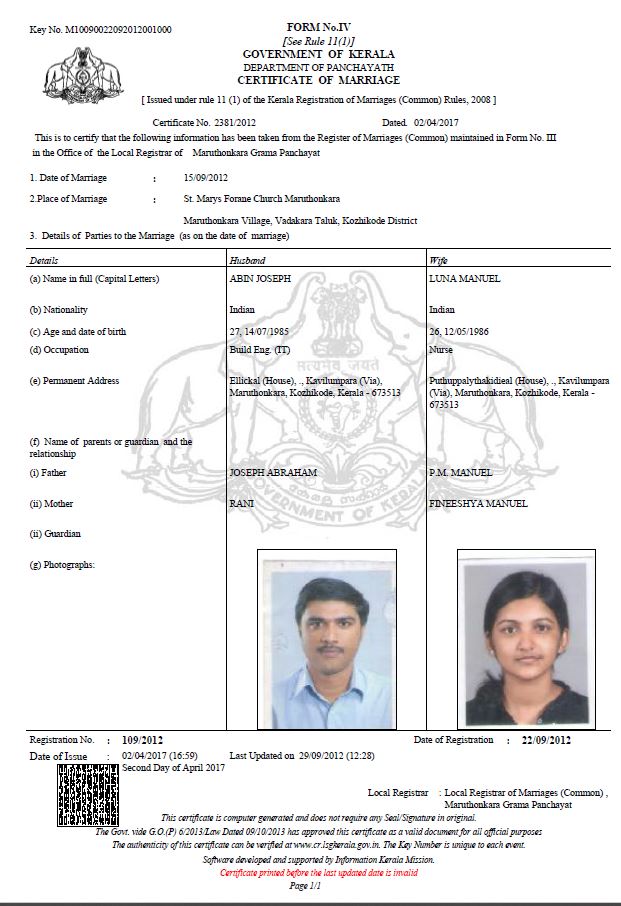 Key No. M10090022092012001000
FORM No.IV
[See Rule 11(1)]
GOVERNMENT OF KERALA
DEPARTMENT OF PANCHAYATH
CERTIFICATE OF MARRIAGE
[ Issued under rule 11 (1) of the Kerala Registration of Marriages (Common) Rules, 2008 ]
Certificate No. 2381/2012 Dated. 02/04/2017
This is to certify that the following information has been taken from the Register of Marriages (Common) maintained in Form No. III
in the Office of the Local Registrar of Maruthonkara Grama Panchayat
1. Date of Marriage : 15/09/2012
2.Place of Marriage : St. Marys Forane Church Maruthonkara
Maruthonkara Village, Vadakara Taluk, Kozhikode District
3. Details of Parties to the Marriage (as on the date of marriage)
Details Husband Wife
(a) Name in full (Capital Letters) ABIN JOSEPH LUNA MANUEL
(b) Nationality Indian Indian
(c) Age and date of birth 27, 14/07/1985 26, 12/05/1986
(d) Occupation Build Eng. (IT) Nurse
(e) Permanent Address Ellickal (House), ., Kavilumpara (Via), Puthuppalythakidieal (House), ., Kavilumpara
Maruthonkara, Kozhikode, Kerala - 673513 (Via), Maruthonkara, Kozhikode, Kerala -
673513
सत्यमेव जयते
(f) Name of parents or guardian and the
relationship
(i) Father JOSEPH ABRAHAM P.M. MANUEL
(ii) Mother RANI FINEESHYA MANUEL
കേരള സർക്കാർ
GOVERNMENT OF KERALA
(ii) Guardian
(g) Photographs:
Registration No. : 109/2012 Date of Registration : 22/09/2012
Date of Issue : 02/04/2017 (16:59) Last Updated on 29/09/2012 (12:28)
Second Day of April 2017
Local Registrar : Local Registrar of Marriages (Common) ,
Maruthonkara Grama Panchayat
This certificate is computer generated and does not require any Seal/Signature in original.
The Govt. vide G.O.(P) 6/2013/Law Dated 09/10/2013 has approved this certificate as a valid document for all official purposes
The authenticity of this certificate can be verified at www.cr.lsgkerala.gov.in. The Key Number is unique to each event.
Software developed and supported by Information Kerala Mission.
Certificate printed before the last updated date is invalid
Page 1/1